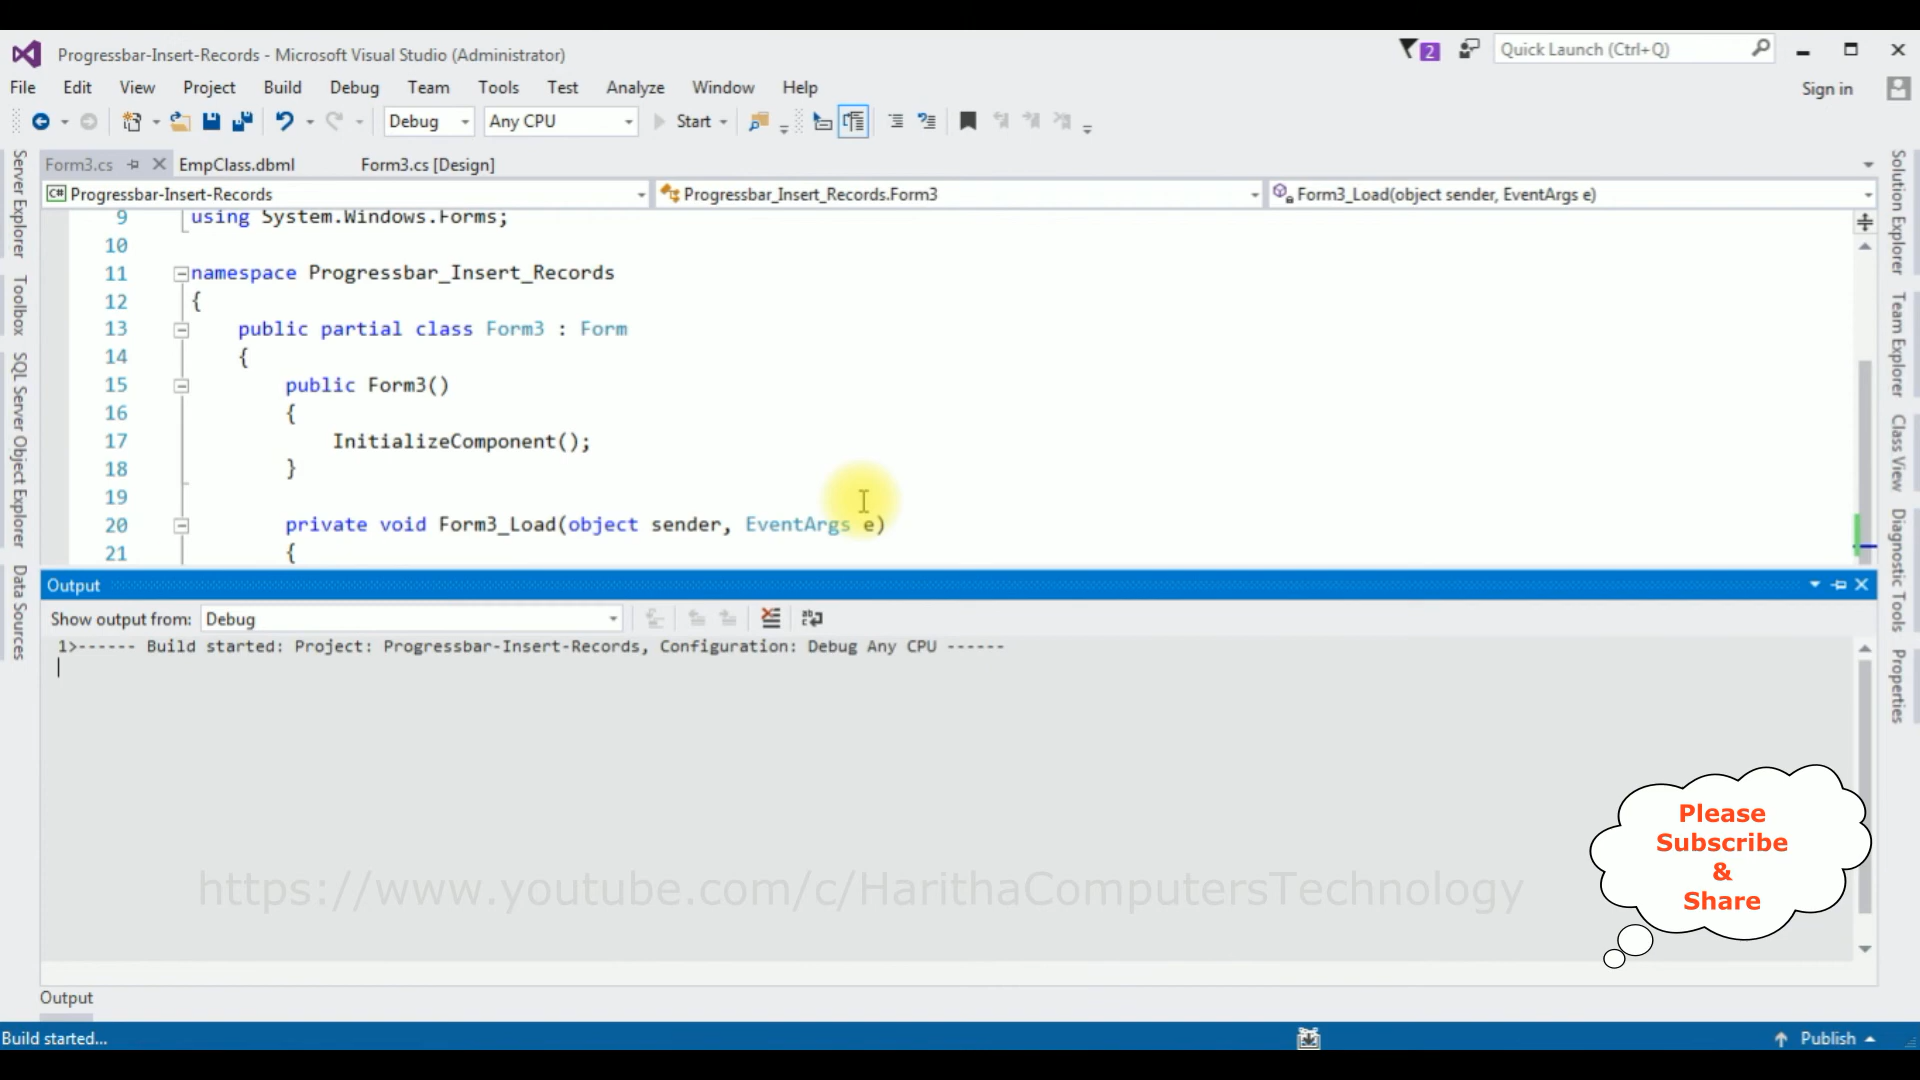 Progressbar-Insert-Records - Microsoft Visual Studio (Administrator)
2
Quick Launch (Ctrl+Q)
File Edit View Project Build Debug Team Tools Test Analyze Window Help
Sign in
Debug Any CPU Start
Form3.cs EmpClass.dbml Form3.cs [Design]
C# Progressbar-Insert-Records Progressbar_Insert_Records.Form3 Form3_Load(object sender, EventArgs e)
9 using System.Windows.Forms;
10
11 namespace Progressbar_Insert_Records
12 {
13 public partial class Form3 : Form
14 {
15 public Form3()
16 {
17 InitializeComponent();
18 }
19
20 private void Form3_Load(object sender, EventArgs e)
21 {
Server Explorer
Toolbox
SQL Server Object Explorer
Data Sources
Solution Explorer
Team Explorer
Class View
Diagnostic Tools
Properties
Output
Show output from: Debug
1>------ Build started: Project: Progressbar-Insert-Records, Configuration: Debug Any CPU ------
https://www.youtube.com/c/HarithaComputersTechnology
Please
Subscribe
&
Share
Output
Build started...
Publish